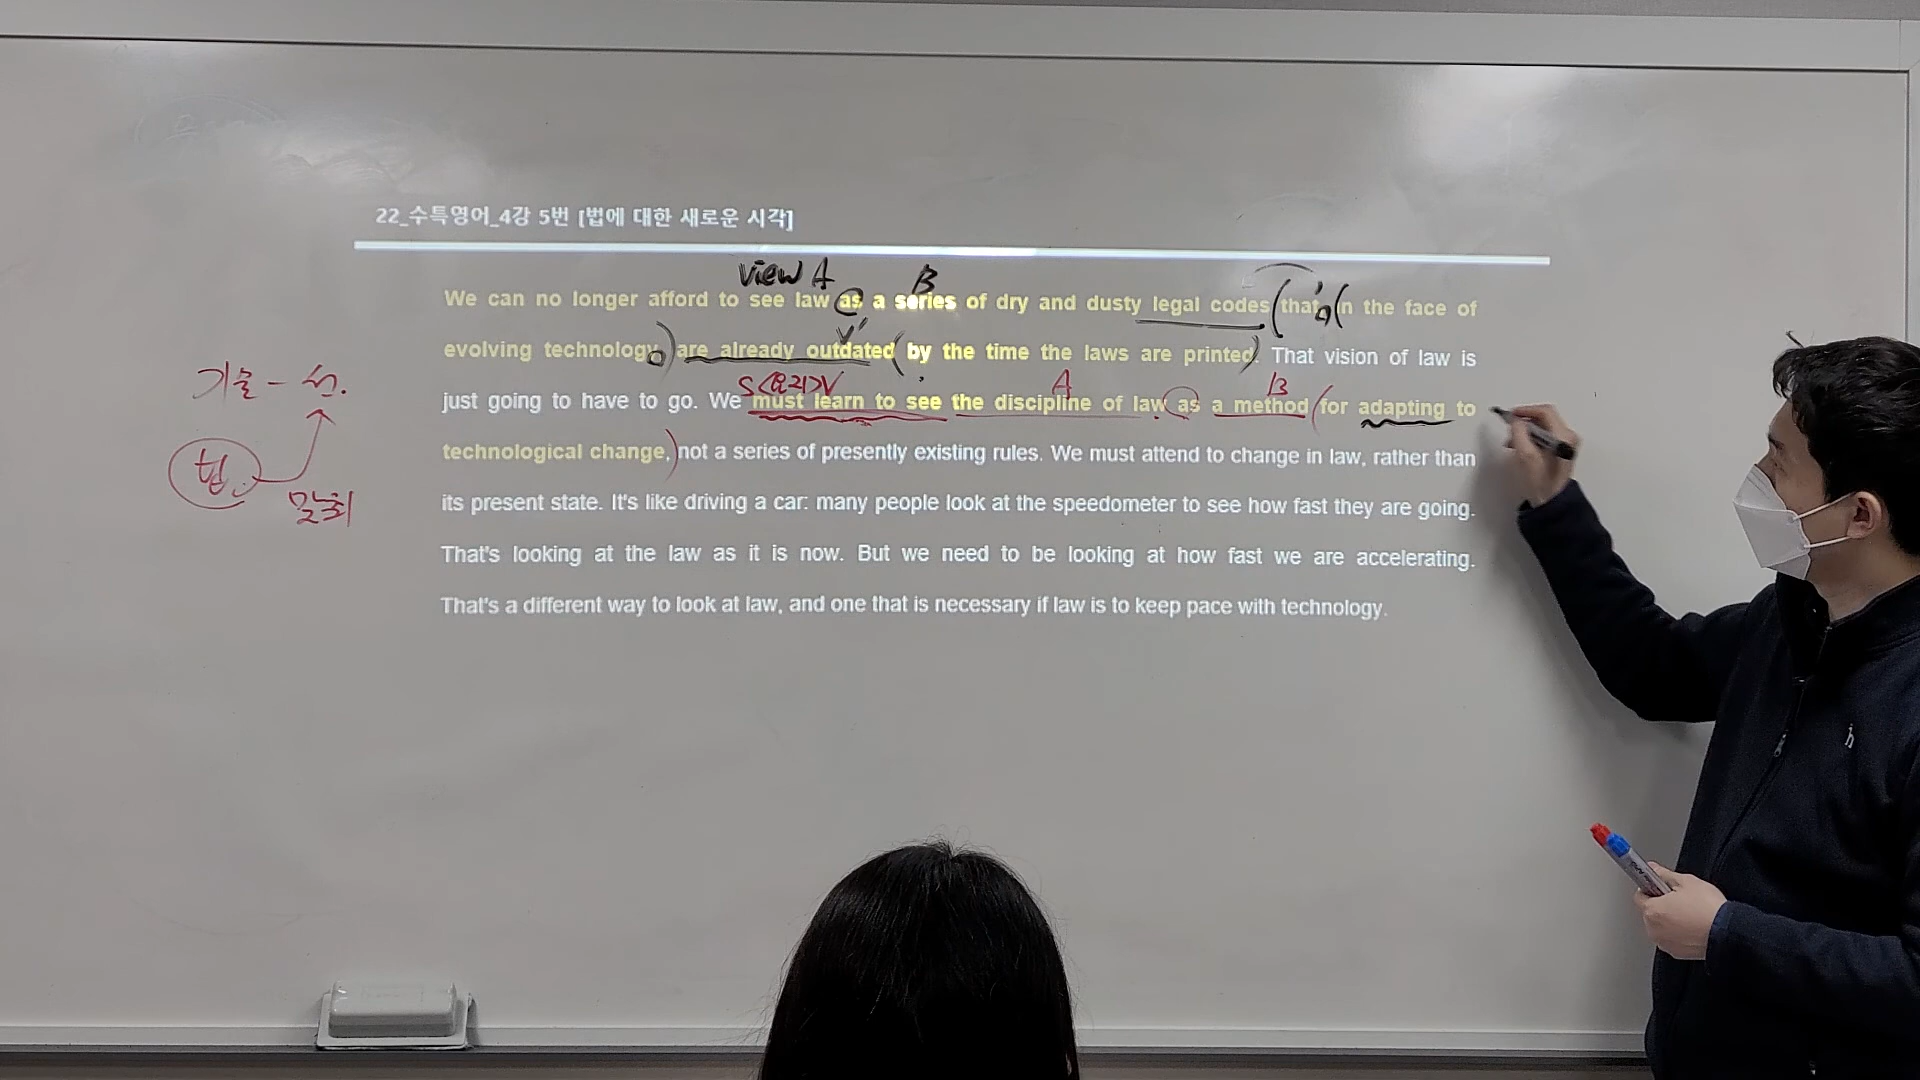 22_수특영어_4강 5번 [법에 대한 새로운 시각]
view A B
We can no longer afford to see law as a series of dry and dusty legal codes that, in the face of
evolving technology, are already outdated by the time the laws are printed. That vision of law is
S V A B
just going to have to go. We must learn to see the discipline of law as a method for adapting to
technological change, not a series of presently existing rules. We must attend to change in law, rather than
its present state. It's like driving a car: many people look at the speedometer to see how fast they are going.
That's looking at the law as it is now. But we need to be looking at how fast we are accelerating.
That's a different way to look at law, and one that is necessary if law is to keep pace with technology.
기술 -
법
h